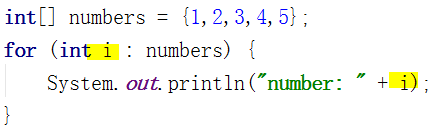 int[] numbers = {1,2,3,4,5};
for (int i : numbers) {
    System.out.println("number: " + i);
}